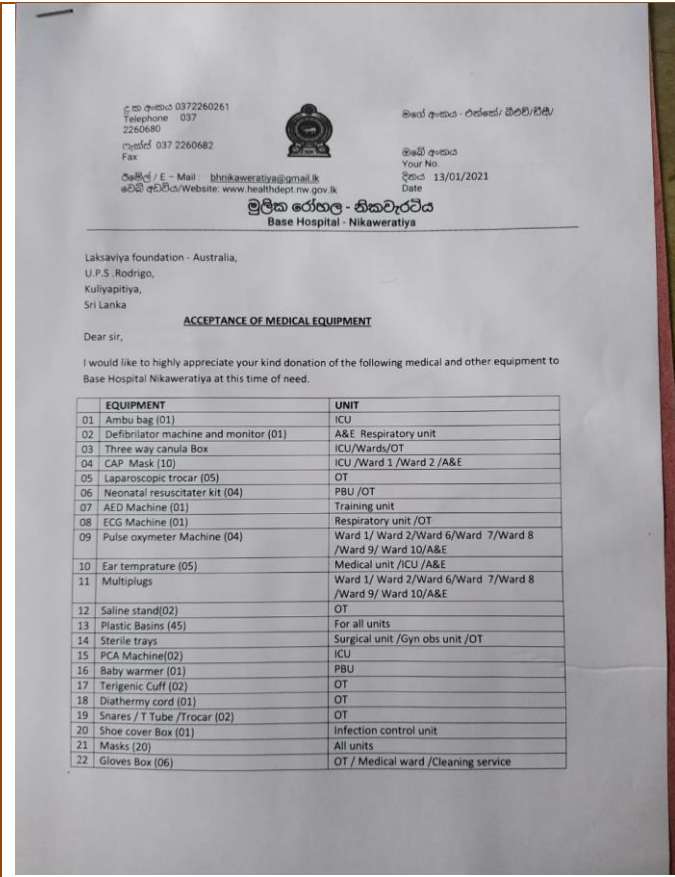 දු ක අංකය 0372260261
Telephone 037
2260680
ෆැක්ස් 037 2260682
Fax
ඊමේල් / E – Mail : bhnikaweratiya@gmail.lk
වෙබ් අඩවිය/Website: www.healthdept.nw.gov.lk
මගේ අංකය - එන්කේ/ බීඑච්/ඩීසී/
ඔබේ අංකය
Your No
දිනය 13/01/2021
Date
මූලික රෝහල - නිකවැරටිය
Base Hospital - Nikaweratiya
Laksaviya foundation - Australia,
U.P.S .Rodrigo,
Kuliyapitiya,
Sri Lanka
ACCEPTANCE OF MEDICAL EQUIPMENT
Dear sir,
I would like to highly appreciate your kind donation of the following medical and other equipment to
Base Hospital Nikaweratiya at this time of need.
EQUIPMENT UNIT
01 Ambu bag (01) ICU
02 Defibrilator machine and monitor (01) A&E Respiratory unit
03 Three way canula Box ICU/Wards/OT
04 CAP Mask (10) ICU /Ward 1 /Ward 2 /A&E
05 Laparoscopic trocar (05) OT
06 Neonatal resuscitater kit (04) PBU /OT
07 AED Machine (01) Training unit
08 ECG Machine (01) Respiratory unit /OT
09 Pulse oxymeter Machine (04) Ward 1/ Ward 2/Ward 6/Ward 7/Ward 8
/Ward 9/ Ward 10/A&E
10 Ear temprature (05) Medical unit /ICU /A&E
11 Multiplugs Ward 1/ Ward 2/Ward 6/Ward 7/Ward 8
/Ward 9/ Ward 10/A&E
12 Saline stand(02) OT
13 Plastic Basins (45) For all units
14 Sterile trays Surgical unit /Gyn obs unit /OT
15 PCA Machine(02) ICU
16 Baby warmer (01) PBU
17 Terigenic Cuff (02) OT
18 Diathermy cord (01) OT
19 Snares / T Tube /Trocar (02) OT
20 Shoe cover Box (01) Infection control unit
21 Masks (20) All units
22 Gloves Box (06) OT / Medical ward /Cleaning service